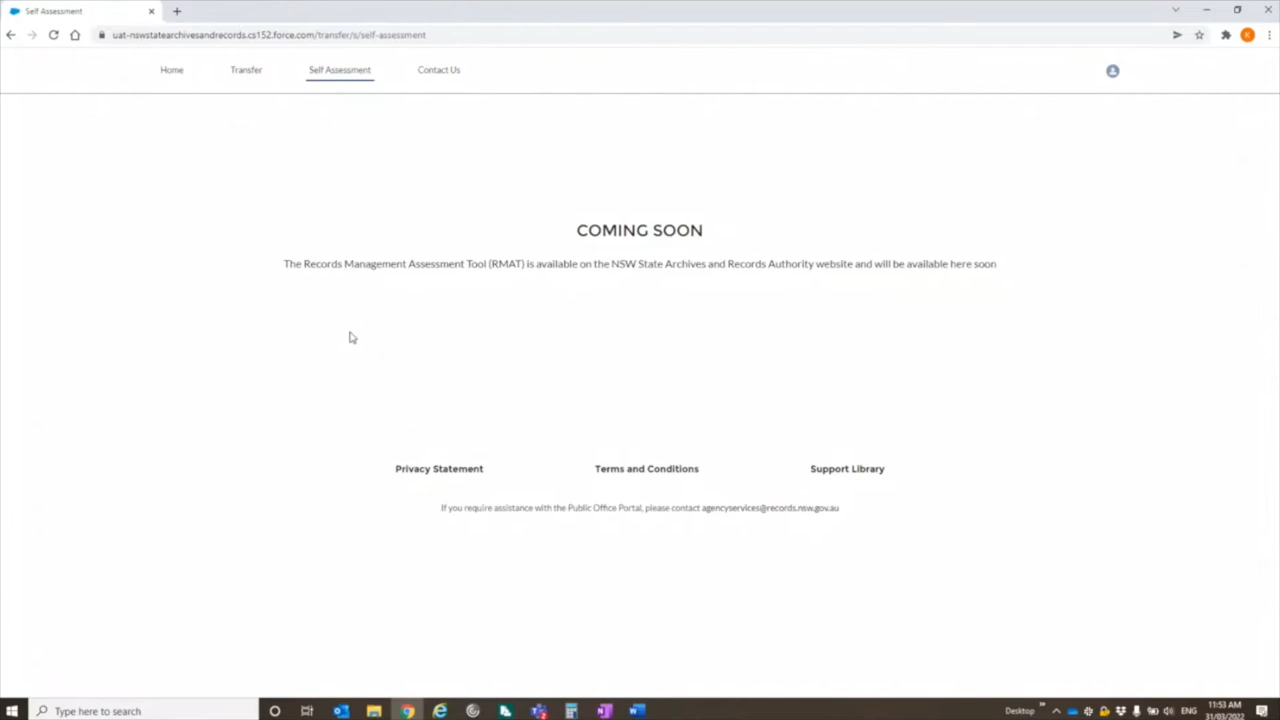 Self Assessment
uat-nswstatearchivesandrecords.cs152.force.com/transfer/s/self-assessment
K
Home Transfer Self Assessment Contact Us
COMING SOON
The Records Management Assessment Tool (RMAT) is available on the NSW State Archives and Records Authority website and will be available here soon
Privacy Statement Terms and Conditions Support Library
If you require assistance with the Public Office Portal, please contact agencyservices@records.nsw.gov.au
Type here to search
Desktop
ENG
11:53 AM
31/03/2022